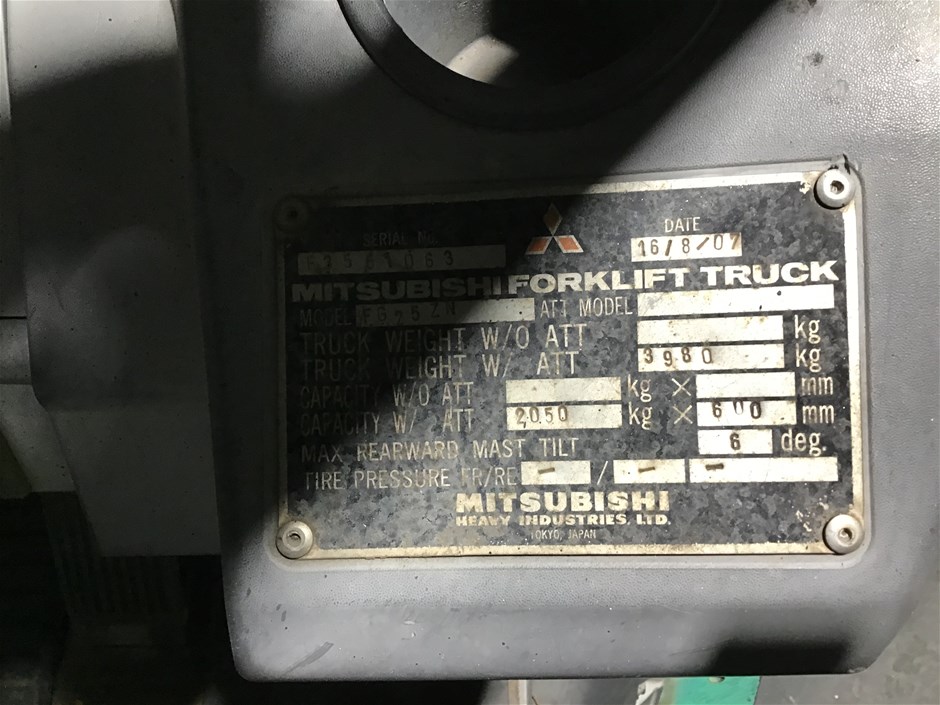 SERIAL NO. DATE
063 16/8/07
MITSUBISHI FORKLIFT TRUCK
MODEL FG25ZN ATT MODEL
TRUCK WEIGHT W/O ATT kg
TRUCK WEIGHT W/ ATT 3980 kg
CAPACITY W/O ATT kg × mm
CAPACITY W/ ATT 2050 kg × 600 mm
MAX REARWARD MAST TILT 6 deg.
TIRE PRESSURE FR/RE - / - -
MITSUBISHI
HEAVY INDUSTRIES, LTD.
TOKYO, JAPAN